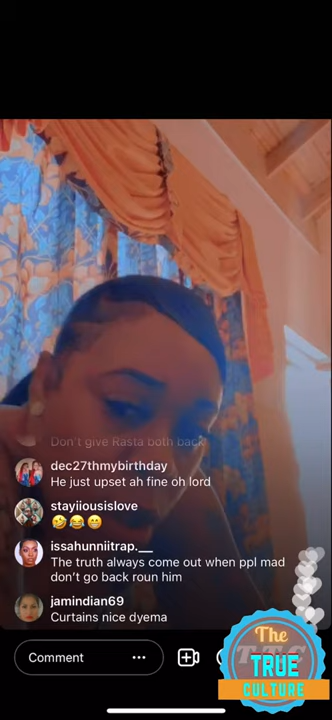 Don't give Rasta both back
dec27thmybirthday
He just upset ah fine oh lord
stayiiousislove
🤣😂😁
issahunniitrap.__
The truth always come out when ppl mad
don't go back roun him
jamindian69
Curtains nice dyema
Comment
The
T.T.C
TRUE
CULTURE